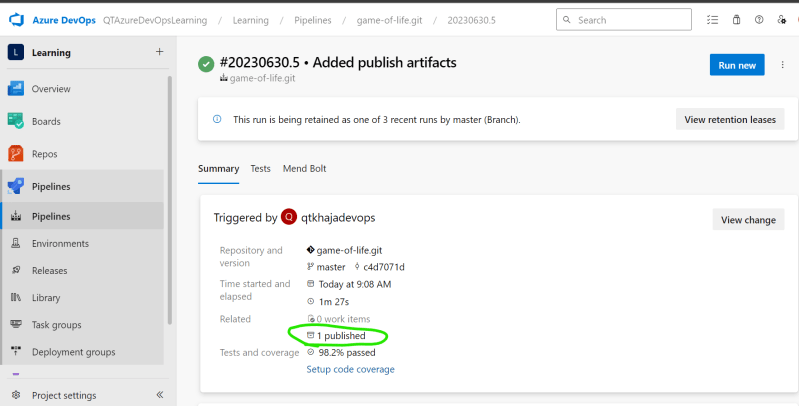 Azure DevOps QTAzureDevOpsLearning / Learning / Pipelines / game-of-life.git / 20230630.5 Search
L Learning +
Overview
Boards
Repos
Pipelines
Pipelines
Environments
Releases
Library
Task groups
Deployment groups
Project settings
#20230630.5 • Added publish artifacts
game-of-life.git
Run new
This run is being retained as one of 3 recent runs by master (Branch).
View retention leases
Summary Tests Mend Bolt
Triggered by Q qtkhajadevops
View change
Repository and version
game-of-life.git
master c4d7071d
Time started and elapsed
Today at 9:08 AM
1m 27s
Related
0 work items
1 published
Tests and coverage
98.2% passed
Setup code coverage